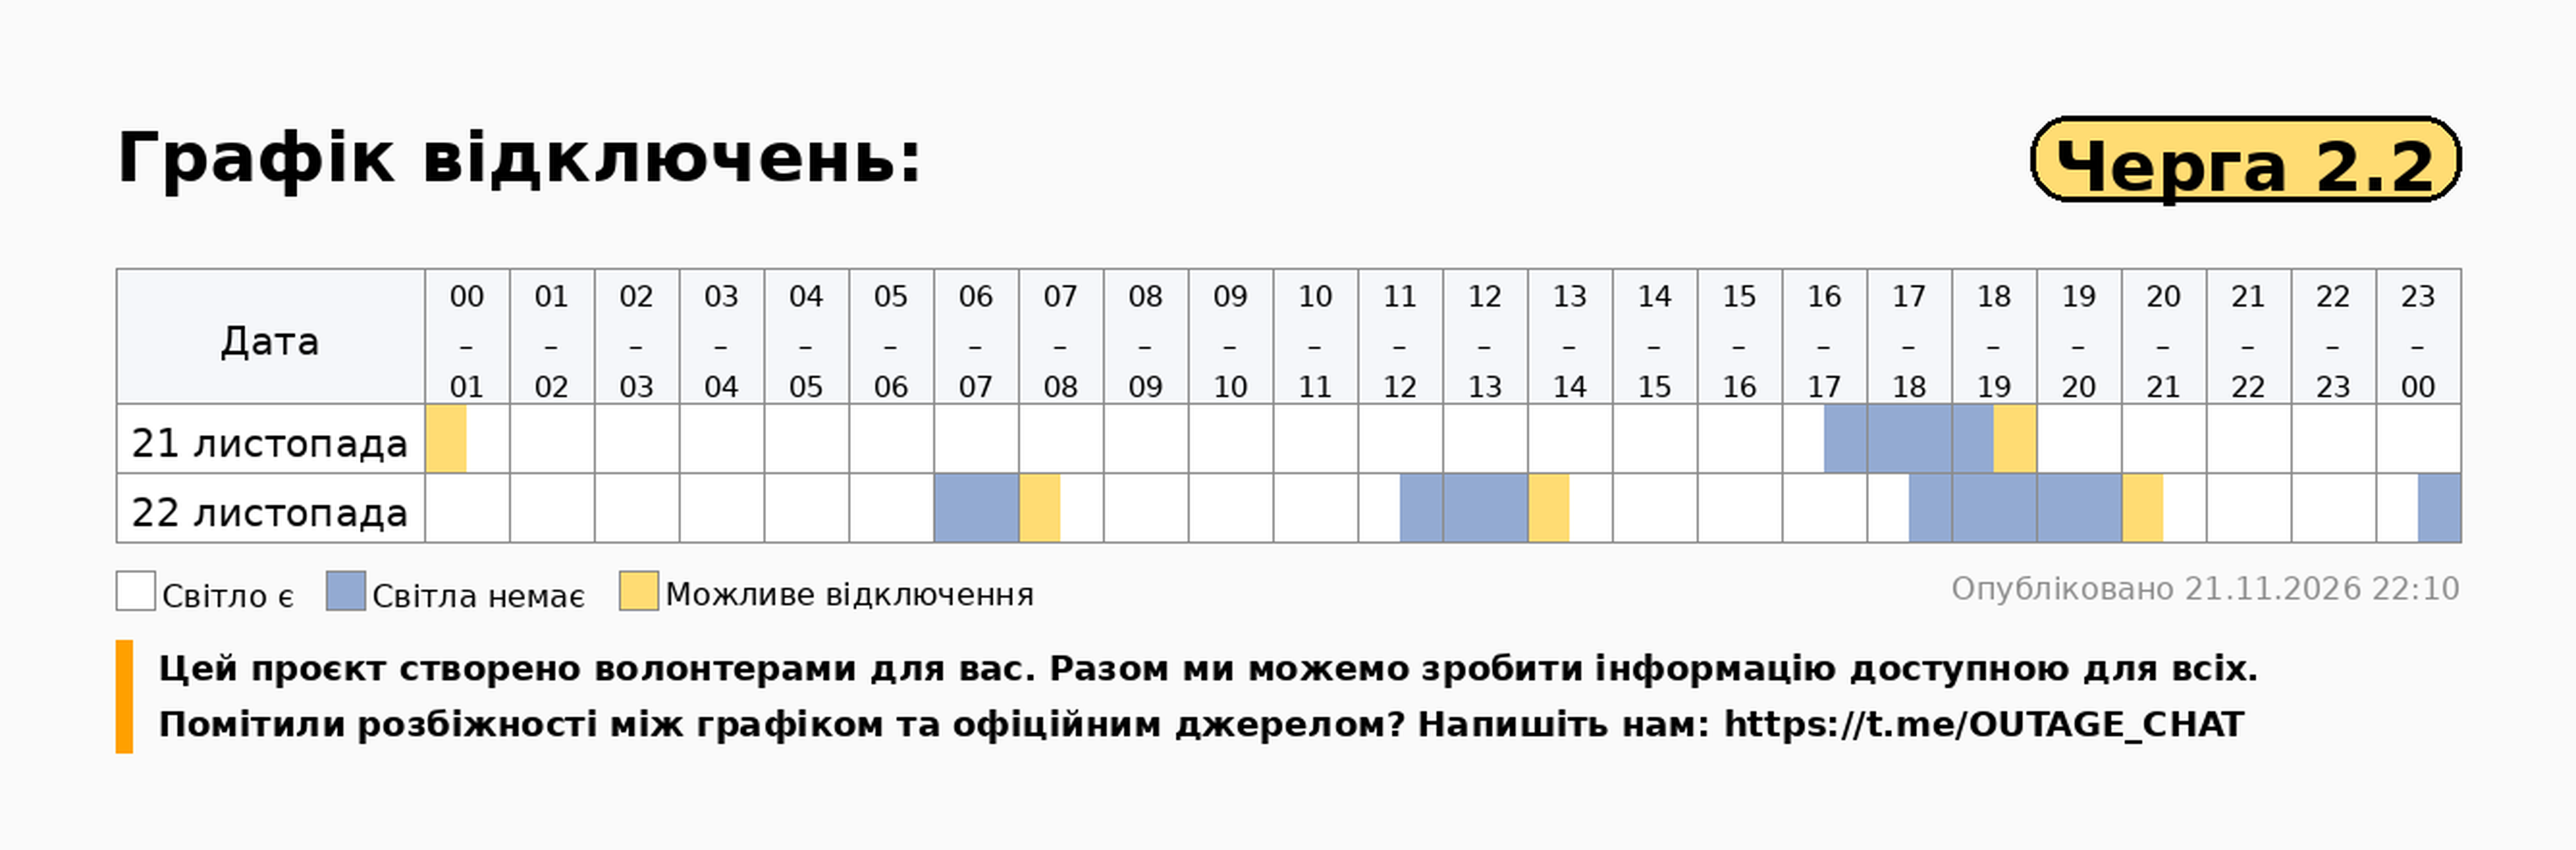 Графік відключень:
Черга 2.2
Дата 00 – 01 01 – 02 02 – 03 03 – 04 04 – 05 05 – 06 06 – 07 07 – 08 08 – 09 09 – 10 10 – 11 11 – 12 12 – 13 13 – 14 14 – 15 15 – 16 16 – 17 17 – 18 18 – 19 19 – 20 20 – 21 21 – 22 22 – 23 23 – 00
21 листопада
22 листопада
Світло є Світла немає Можливе відключення
Опубліковано 21.11.2026 22:10
Цей проєкт створено волонтерами для вас. Разом ми можемо зробити інформацію доступною для всіх.
Помітили розбіжності між графіком та офіційним джерелом? Напишіть нам: https://t.me/OUTAGE_CHAT